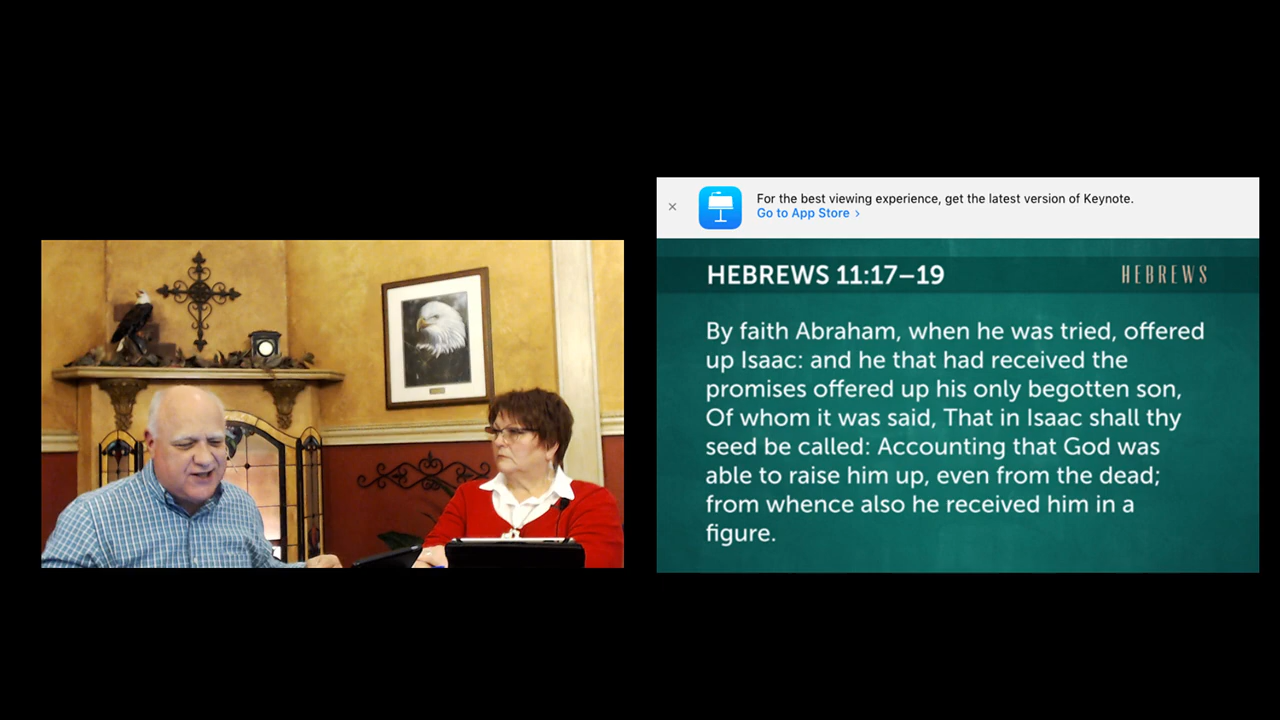 For the best viewing experience, get the latest version of Keynote.
Go to App Store >
HEBREWS 11:17–19
HEBREWS
By faith Abraham, when he was tried, offered
up Isaac: and he that had received the
promises offered up his only begotten son,
Of whom it was said, That in Isaac shall thy
seed be called: Accounting that God was
able to raise him up, even from the dead;
from whence also he received him in a
figure.